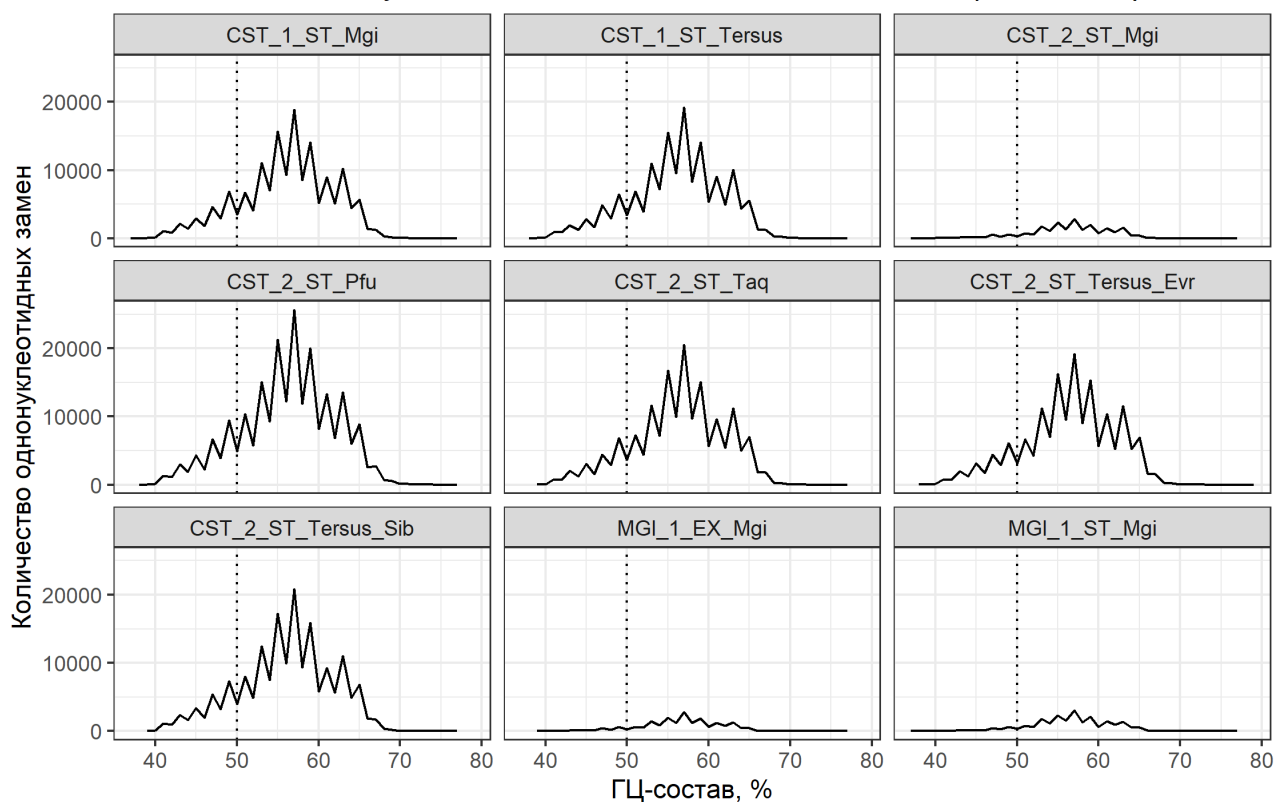 CST_1_ST_Mgi CST_1_ST_Tersus CST_2_ST_Mgi
20000
10000
0
CST_2_ST_Pfu CST_2_ST_Taq CST_2_ST_Tersus_Evr
20000
10000
0
CST_2_ST_Tersus_Sib MGI_1_EX_Mgi MGI_1_ST_Mgi
20000
10000
0
40 50 60 70 80 40 50 60 70 80 40 50 60 70 80
ГЦ-состав, %
Количество однонуклеотидных замен